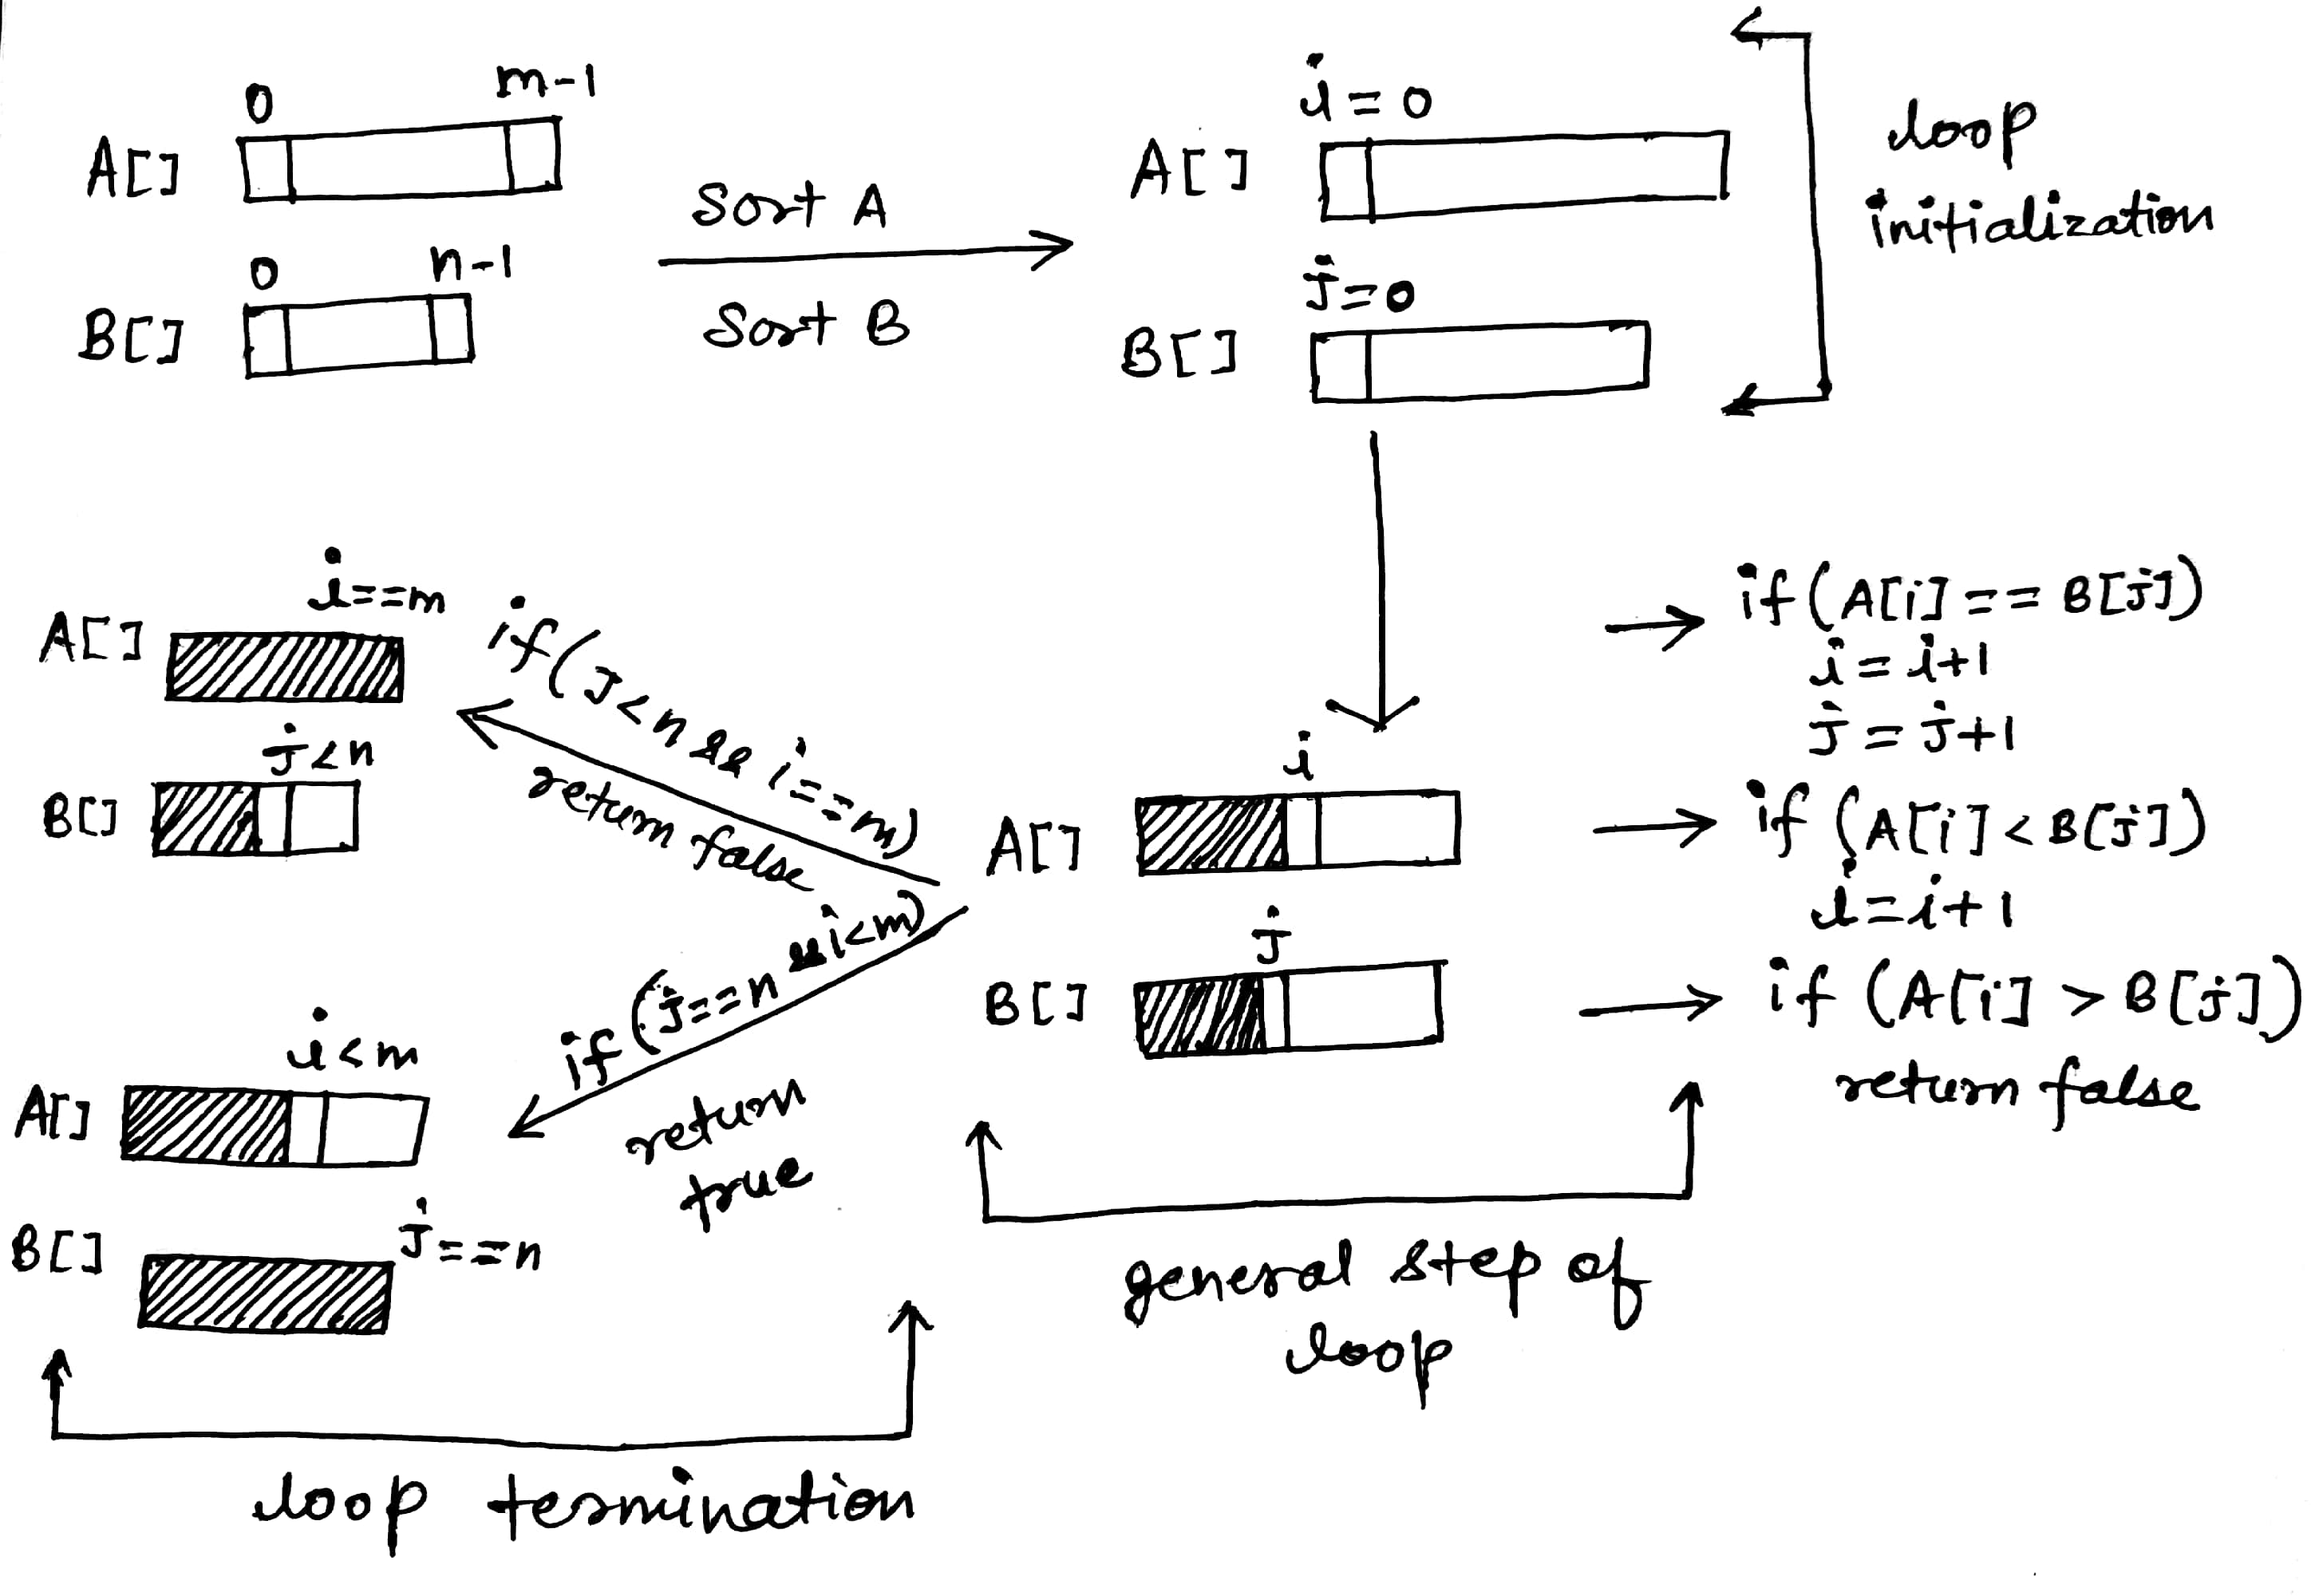 0 m-1
A[]
0 n-1
B[]
Sort A
Sort B
i=0
A[]
j=0
B[]
loop
initialization
if(A[i]==B[j])
i=i+1
j=j+1
if(A[i]<B[j])
i=i+1
if(A[i]>B[j])
return false
i
A[]
j
B[]
general step of
loop
i==m
A[]
j<n
B[]
if(j<n && i==m)
return false
if(j==n && i<m)
return
true
i<m
A[]
j==n
B[]
loop termination